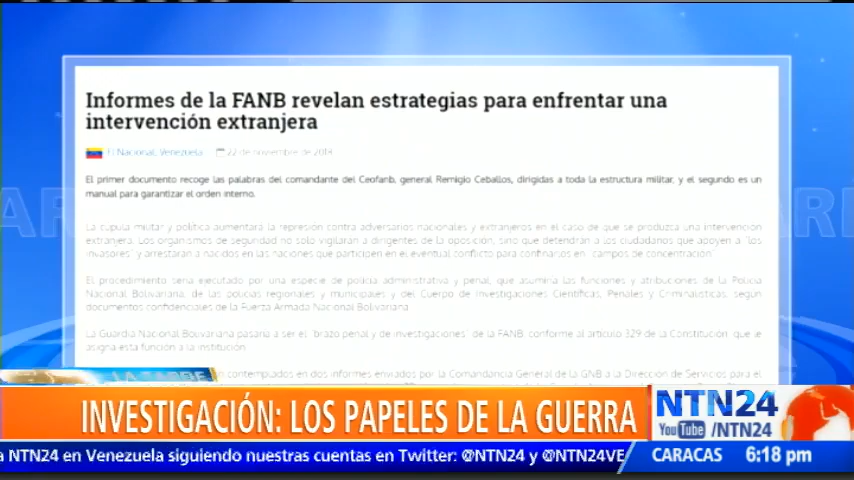 Informes de la FANB revelan estrategias para enfrentar una
intervención extranjera
El Nacional, Venezuela 22 de noviembre de 2018
El primer documento recoge las palabras del comandante del Ceofanb, general Remigio Ceballos, dirigidas a toda la estructura militar, y el segundo es un
manual para garantizar el orden interno.
La cúpula militar y política aumentará la represión contra adversarios nacionales y extranjeros en el caso de que se produzca una intervención
extranjera. Los organismos de seguridad no solo vigilarán a dirigentes de la oposición, sino que detendrán a los ciudadanos que apoyen a "los
invasores" y arrestarán a nacidos en las naciones que participen en el eventual conflicto para confinarlos en "campos de concentración"
El procedimiento sería ejecutado por una especie de policía administrativa y penal, que asumiría las funciones y atribuciones de la Policía
Nacional Bolivariana, de las policías regionales y municipales y del Cuerpo de Investigaciones Científicas, Penales y Criminalísticas, según
documentos confidenciales de la Fuerza Armada Nacional Bolivariana
La Guardia Nacional Bolivariana pasaría a ser el "brazo penal y de investigaciones" de la FANB, conforme al artículo 329 de la Constitución, que le
asigna esta función a la institución
contemplados en dos informes enviados por la Comandancia General de la GNB a la Dirección de Servicios para el
LA TARDE
INVESTIGACIÓN: LOS PAPELES DE LA GUERRA
NTN24
YouTube /NTN24
a NTN24 en Venezuela siguiendo nuestras cuentas en Twitter: @NTN24 y @NTN24VE
CARACAS 6:18 pm